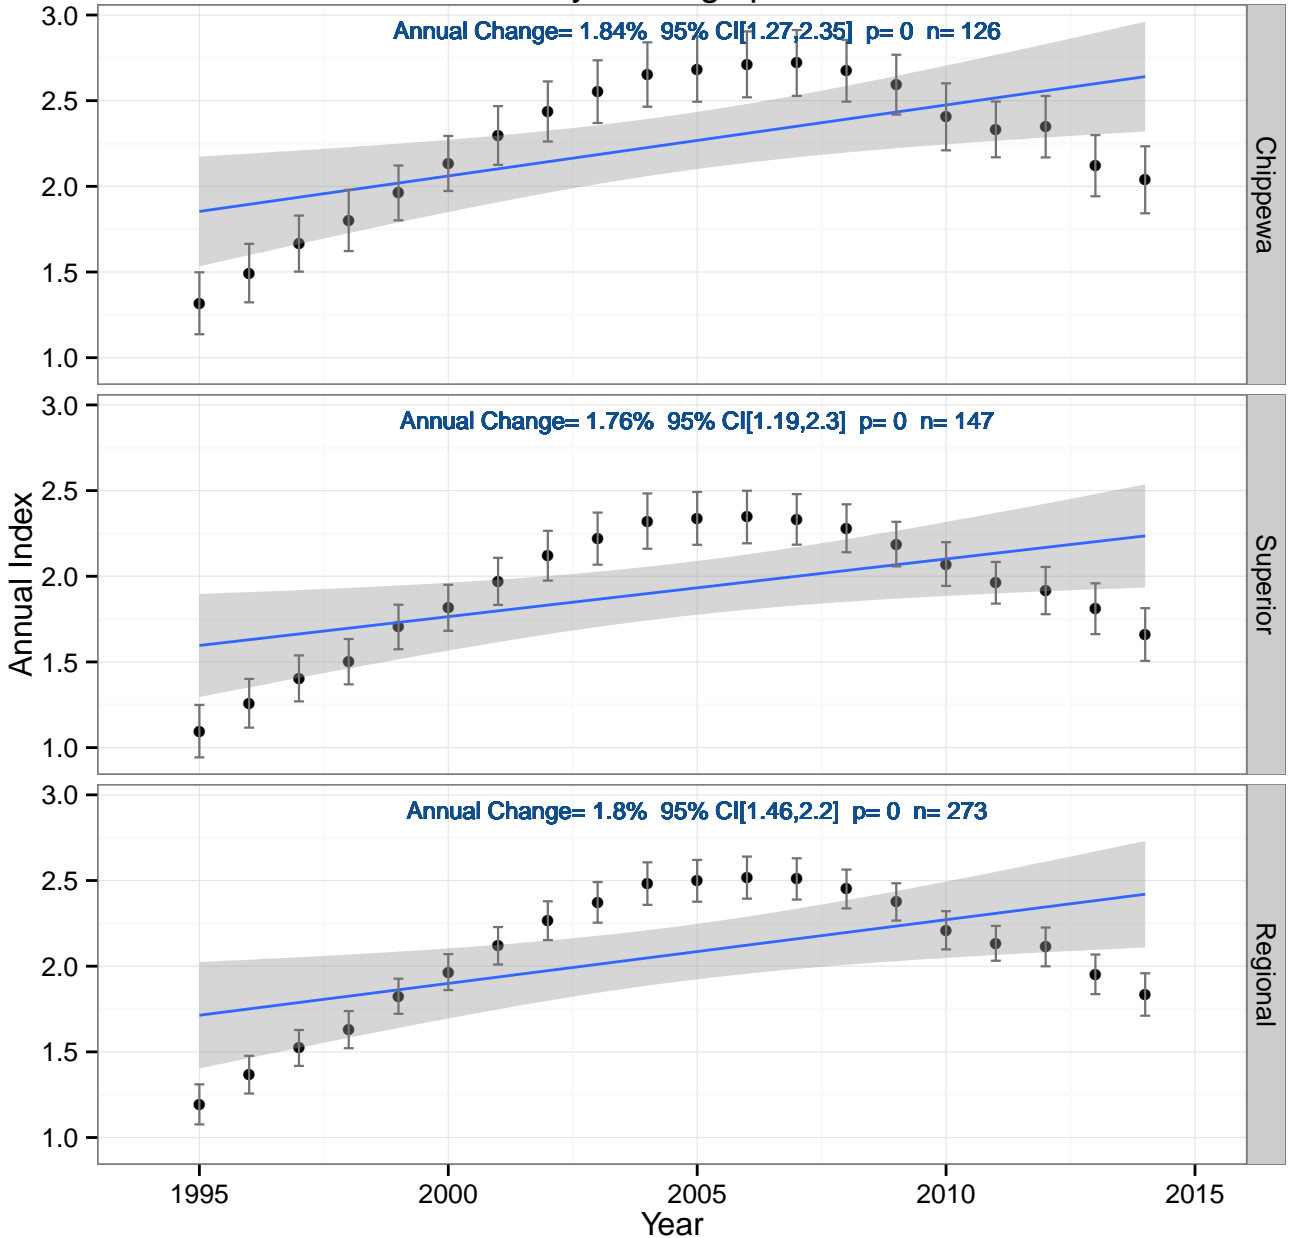 3.0
Annual Change= 1.84%  95% CI[1.27,2.35]  p= 0  n= 126
2.5
2.0
1.5
1.0
Chippewa
3.0
Annual Change= 1.76%  95% CI[1.19,2.3]  p= 0  n= 147
2.5
2.0
1.5
1.0
Superior
Annual Index
3.0
Annual Change= 1.8%  95% CI[1.46,2.2]  p= 0  n= 273
2.5
2.0
1.5
1.0
Regional
1995 2000 2005 2010 2015
Year